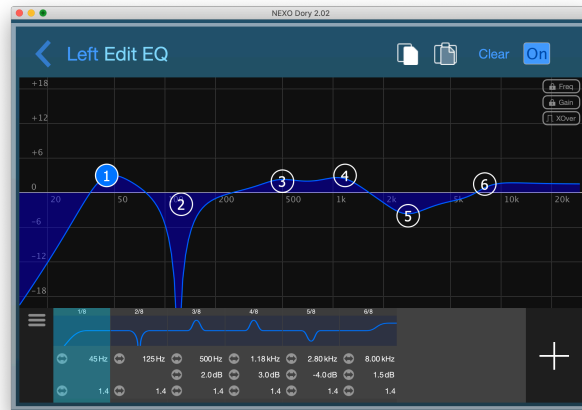 NEXO Dory 2.02
Left Edit EQ
Clear
On
+18
+12
+6
0
-6
-12
-18
Freq
Gain
XOver
1
2
3
4
5
6
20
50
200
500
1k
2k
5k
10k
20k
1/8
2/8
3/8
4/8
5/8
6/8
45 Hz
125 Hz
500 Hz
1.18 kHz
2.80 kHz
8.00 kHz
2.0 dB
3.0 dB
-4.0 dB
1.5 dB
1.4
1.4
1.4
1.4
1.4
1.4